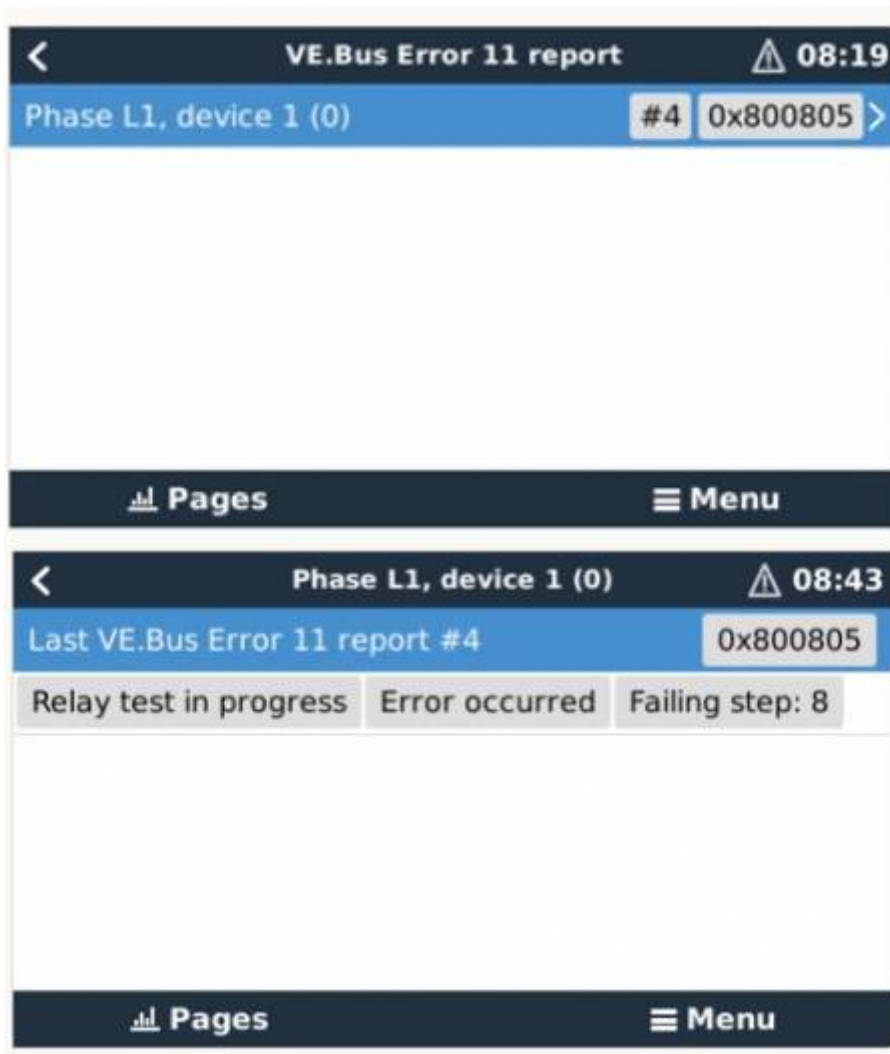 VE.Bus Error 11 report 08:19
Phase L1, device 1 (0) #4 0x800805
Pages Menu
Phase L1, device 1 (0) 08:43
Last VE.Bus Error 11 report #4 0x800805
Relay test in progress Error occurred Failing step: 8
Pages Menu